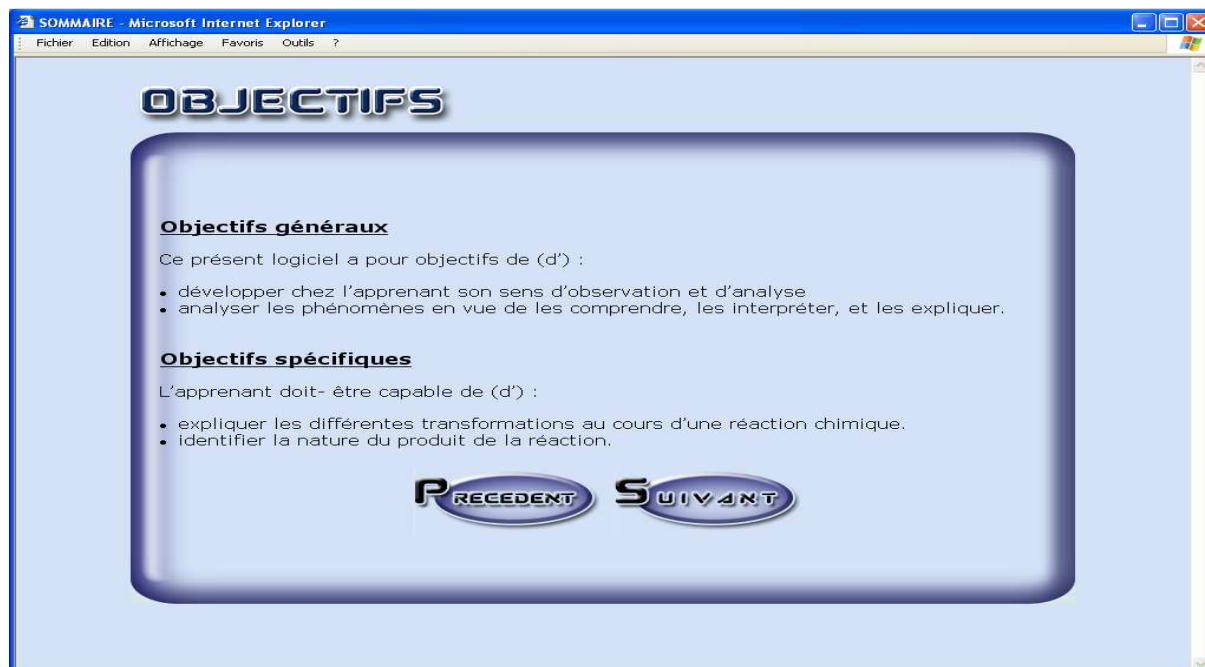 SOMMAIRE - Microsoft Internet Explorer
Fichier Edition Affichage Favoris Outils ?
OBJECTIFS
Objectifs généraux
Ce présent logiciel a pour objectifs de (d’) :
• développer chez l’apprenant son sens d’observation et d’analyse
• analyser les phénomènes en vue de les comprendre, les interpréter, et les expliquer.
Objectifs spécifiques
L’apprenant doit- être capable de (d’) :
• expliquer les différentes transformations au cours d’une réaction chimique.
• identifier la nature du produit de la réaction.
PRECEDENT SUIVANT